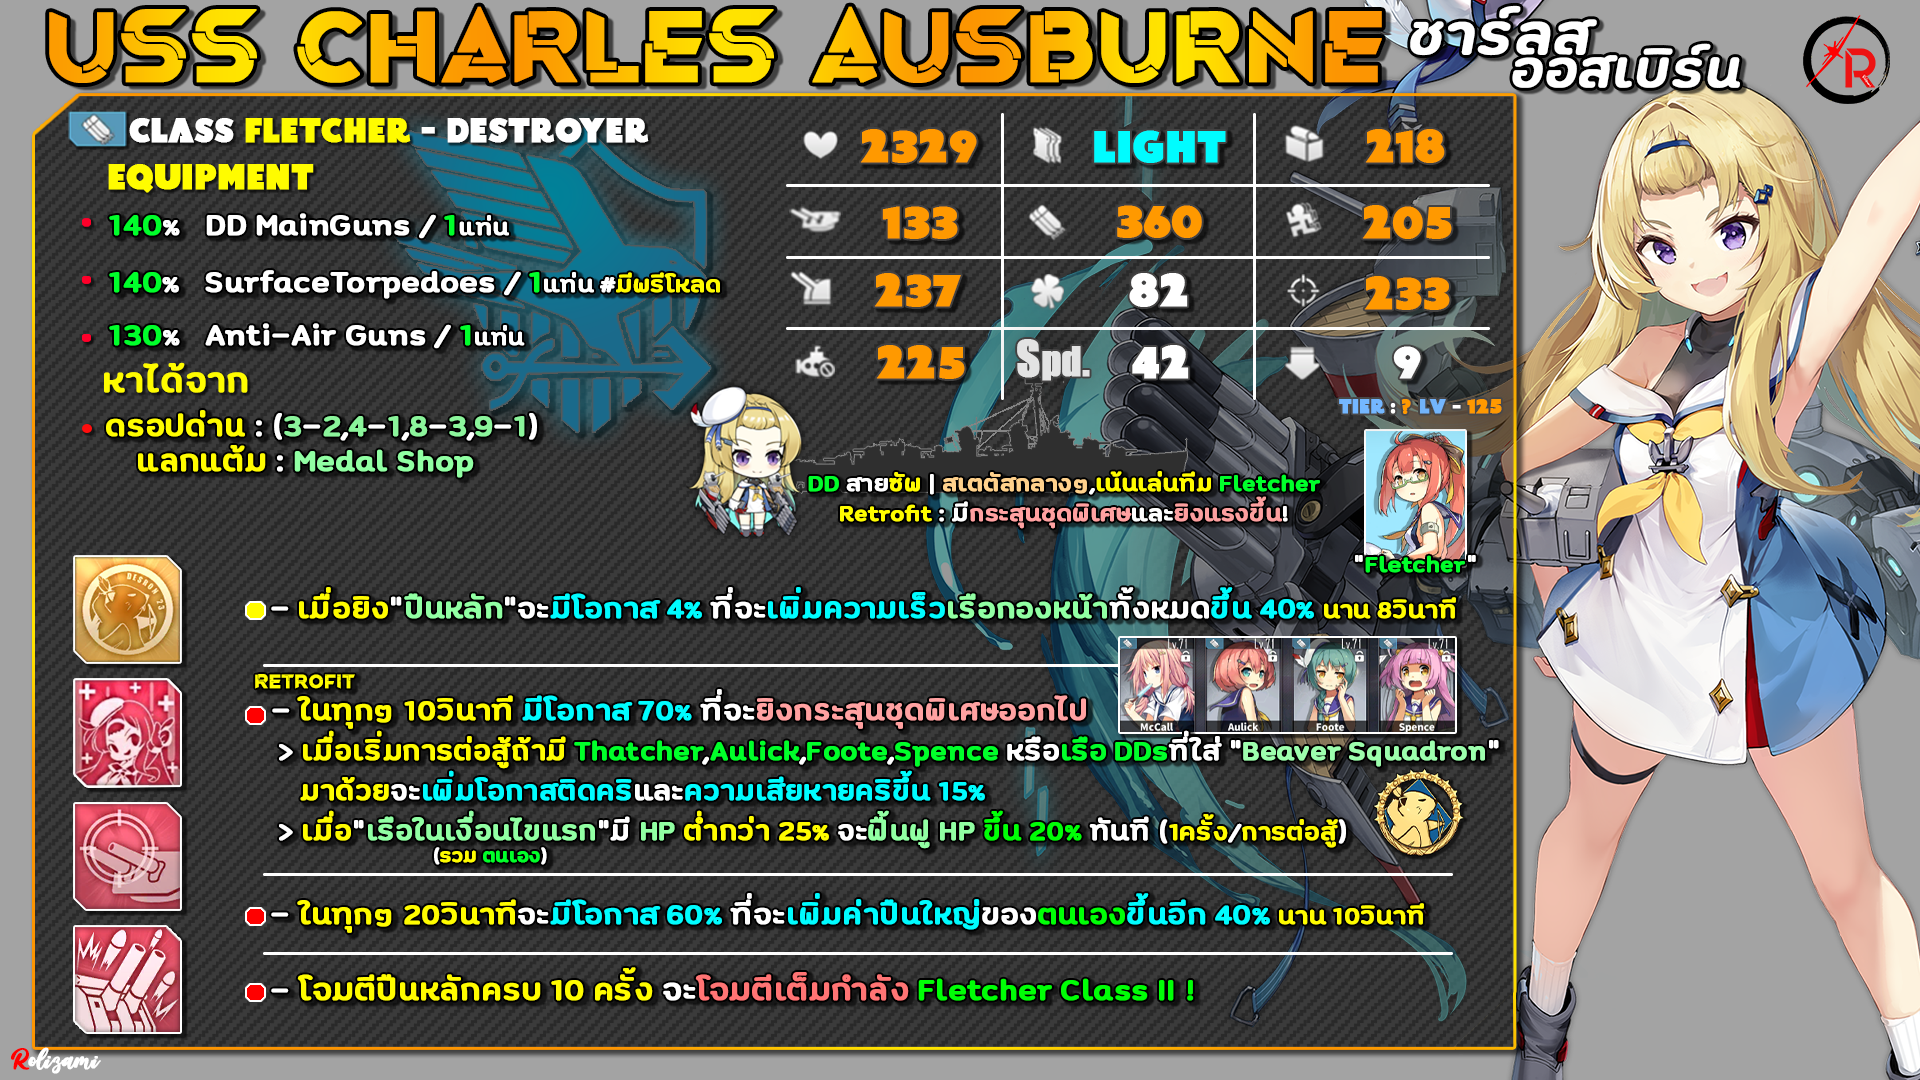 USS CHARLES AUSBURNE
ชาร์ลส
ออสเบิร์น
R
CLASS FLETCHER - DESTROYER
EQUIPMENT
140% DD MainGuns / 1แท่น
140% SurfaceTorpedoes / 1แท่น #มีพรีโหลด
130% Anti-Air Guns / 1แท่น
หาได้จาก
ดรอปด่าน : (3-2,4-1,8-3,9-1)
แลกแต้ม : Medal Shop
2329 LIGHT 218
133 360 205
237 82 233
225 Spd. 42 9
TIER : ? LV - 125
DD สายซัพ | สเตตัสกลางๆ,เน้นเล่นทีม Fletcher
Retrofit : มีกระสุนชุดพิเศษและยิงแรงขึ้น!
"Fletcher"
DESRON 23
- เมื่อยิง"ปืนหลัก"จะมีโอกาส 4% ที่จะเพิ่มความเร็วเรือกองหน้าทั้งหมดขึ้น 40% นาน 8วินาที
Lv.71 Lv.71 Lv.71 Lv.71
McCall Aulick Foote Spence
RETROFIT
- ในทุกๆ 10วินาที มีโอกาส 70% ที่จะยิงกระสุนชุดพิเศษออกไป
> เมื่อเริ่มการต่อสู้ถ้ามี Thatcher,Aulick,Foote,Spence หรือเรือ DDsที่ใส่ "Beaver Squadron"
มาด้วยจะเพิ่มโอกาสติดคริและความเสียหายคริขึ้น 15%
> เมื่อ"เรือในเงื่อนไขแรก"มี HP ต่ำกว่า 25% จะฟื้นฟู HP ขึ้น 20% ทันที (1ครั้ง/การต่อสู้)
(รวม ตนเอง)
- ในทุกๆ 20วินาทีจะมีโอกาส 60% ที่จะเพิ่มค่าปืนใหญ่ของตนเองขึ้นอีก 40% นาน 10วินาที
- โจมตีปืนหลักครบ 10 ครั้ง จะโจมตีเต็มกำลัง Fletcher Class II !
Rolizami